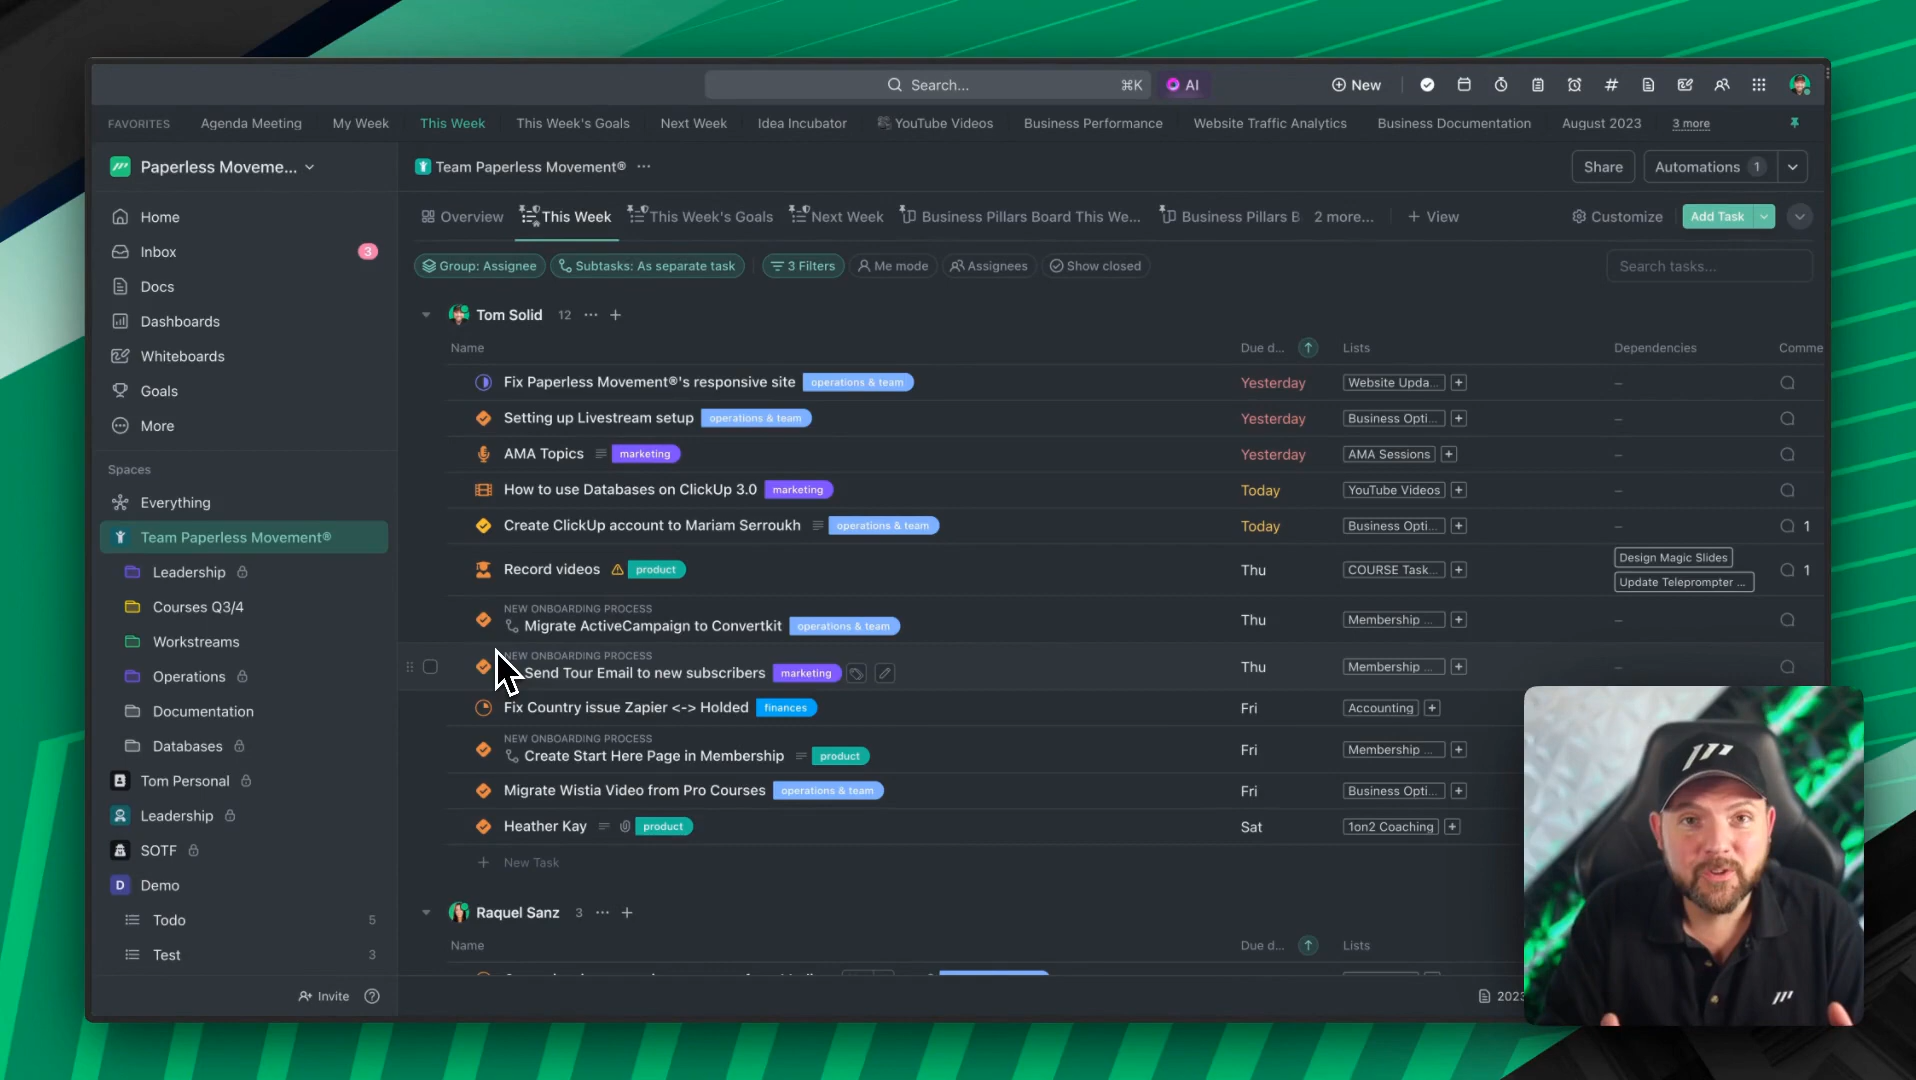 Search... ⌘K AI New
FAVORITES Agenda Meeting My Week This Week This Week's Goals Next Week Idea Incubator YouTube Videos Business Performance Website Traffic Analytics Business Documentation August 2023 3 more
Paperless Moveme...
Team Paperless Movement® ...
Share Automations 1
Overview This Week This Week's Goals Next Week Business Pillars Board This We... Business Pillars B 2 more... + View Customize Add Task
Group: Assignee Subtasks: As separate task 3 Filters Me mode Assignees Show closed Search tasks...
Home
Inbox 3
Docs
Dashboards
Whiteboards
Goals
More
Spaces
Everything
Team Paperless Movement®
Leadership
Courses Q3/4
Workstreams
Operations
Documentation
Databases
Tom Personal
Leadership
SOTF
D Demo
Todo 5
Test 3
Invite
Tom Solid 12 ... +
Name Due d... Lists Dependencies Comme
Fix Paperless Movement®'s responsive site operations & team Yesterday Website Upda... + –
Setting up Livestream setup operations & team Yesterday Business Opti... + –
AMA Topics marketing Yesterday AMA Sessions + –
How to use Databases on ClickUp 3.0 marketing Today YouTube Videos + –
Create ClickUp account to Mariam Serroukh operations & team Today Business Opti... + – 1
Record videos product Thu COURSE Task... + Design Magic Slides 1
Update Teleprompter ...
NEW ONBOARDING PROCESS
Migrate ActiveCampaign to Convertkit operations & team Thu Membership ... + –
NEW ONBOARDING PROCESS
Send Tour Email to new subscribers marketing Thu Membership ... + –
Fix Country issue Zapier <-> Holded finances Fri Accounting +
NEW ONBOARDING PROCESS
Create Start Here Page in Membership product Fri Membership ... +
Migrate Wistia Video from Pro Courses operations & team Fri Business Opti... +
Heather Kay product Sat 1on2 Coaching +
+ New Task
Raquel Sanz 3 ... +
Name Due d... Lists
2023